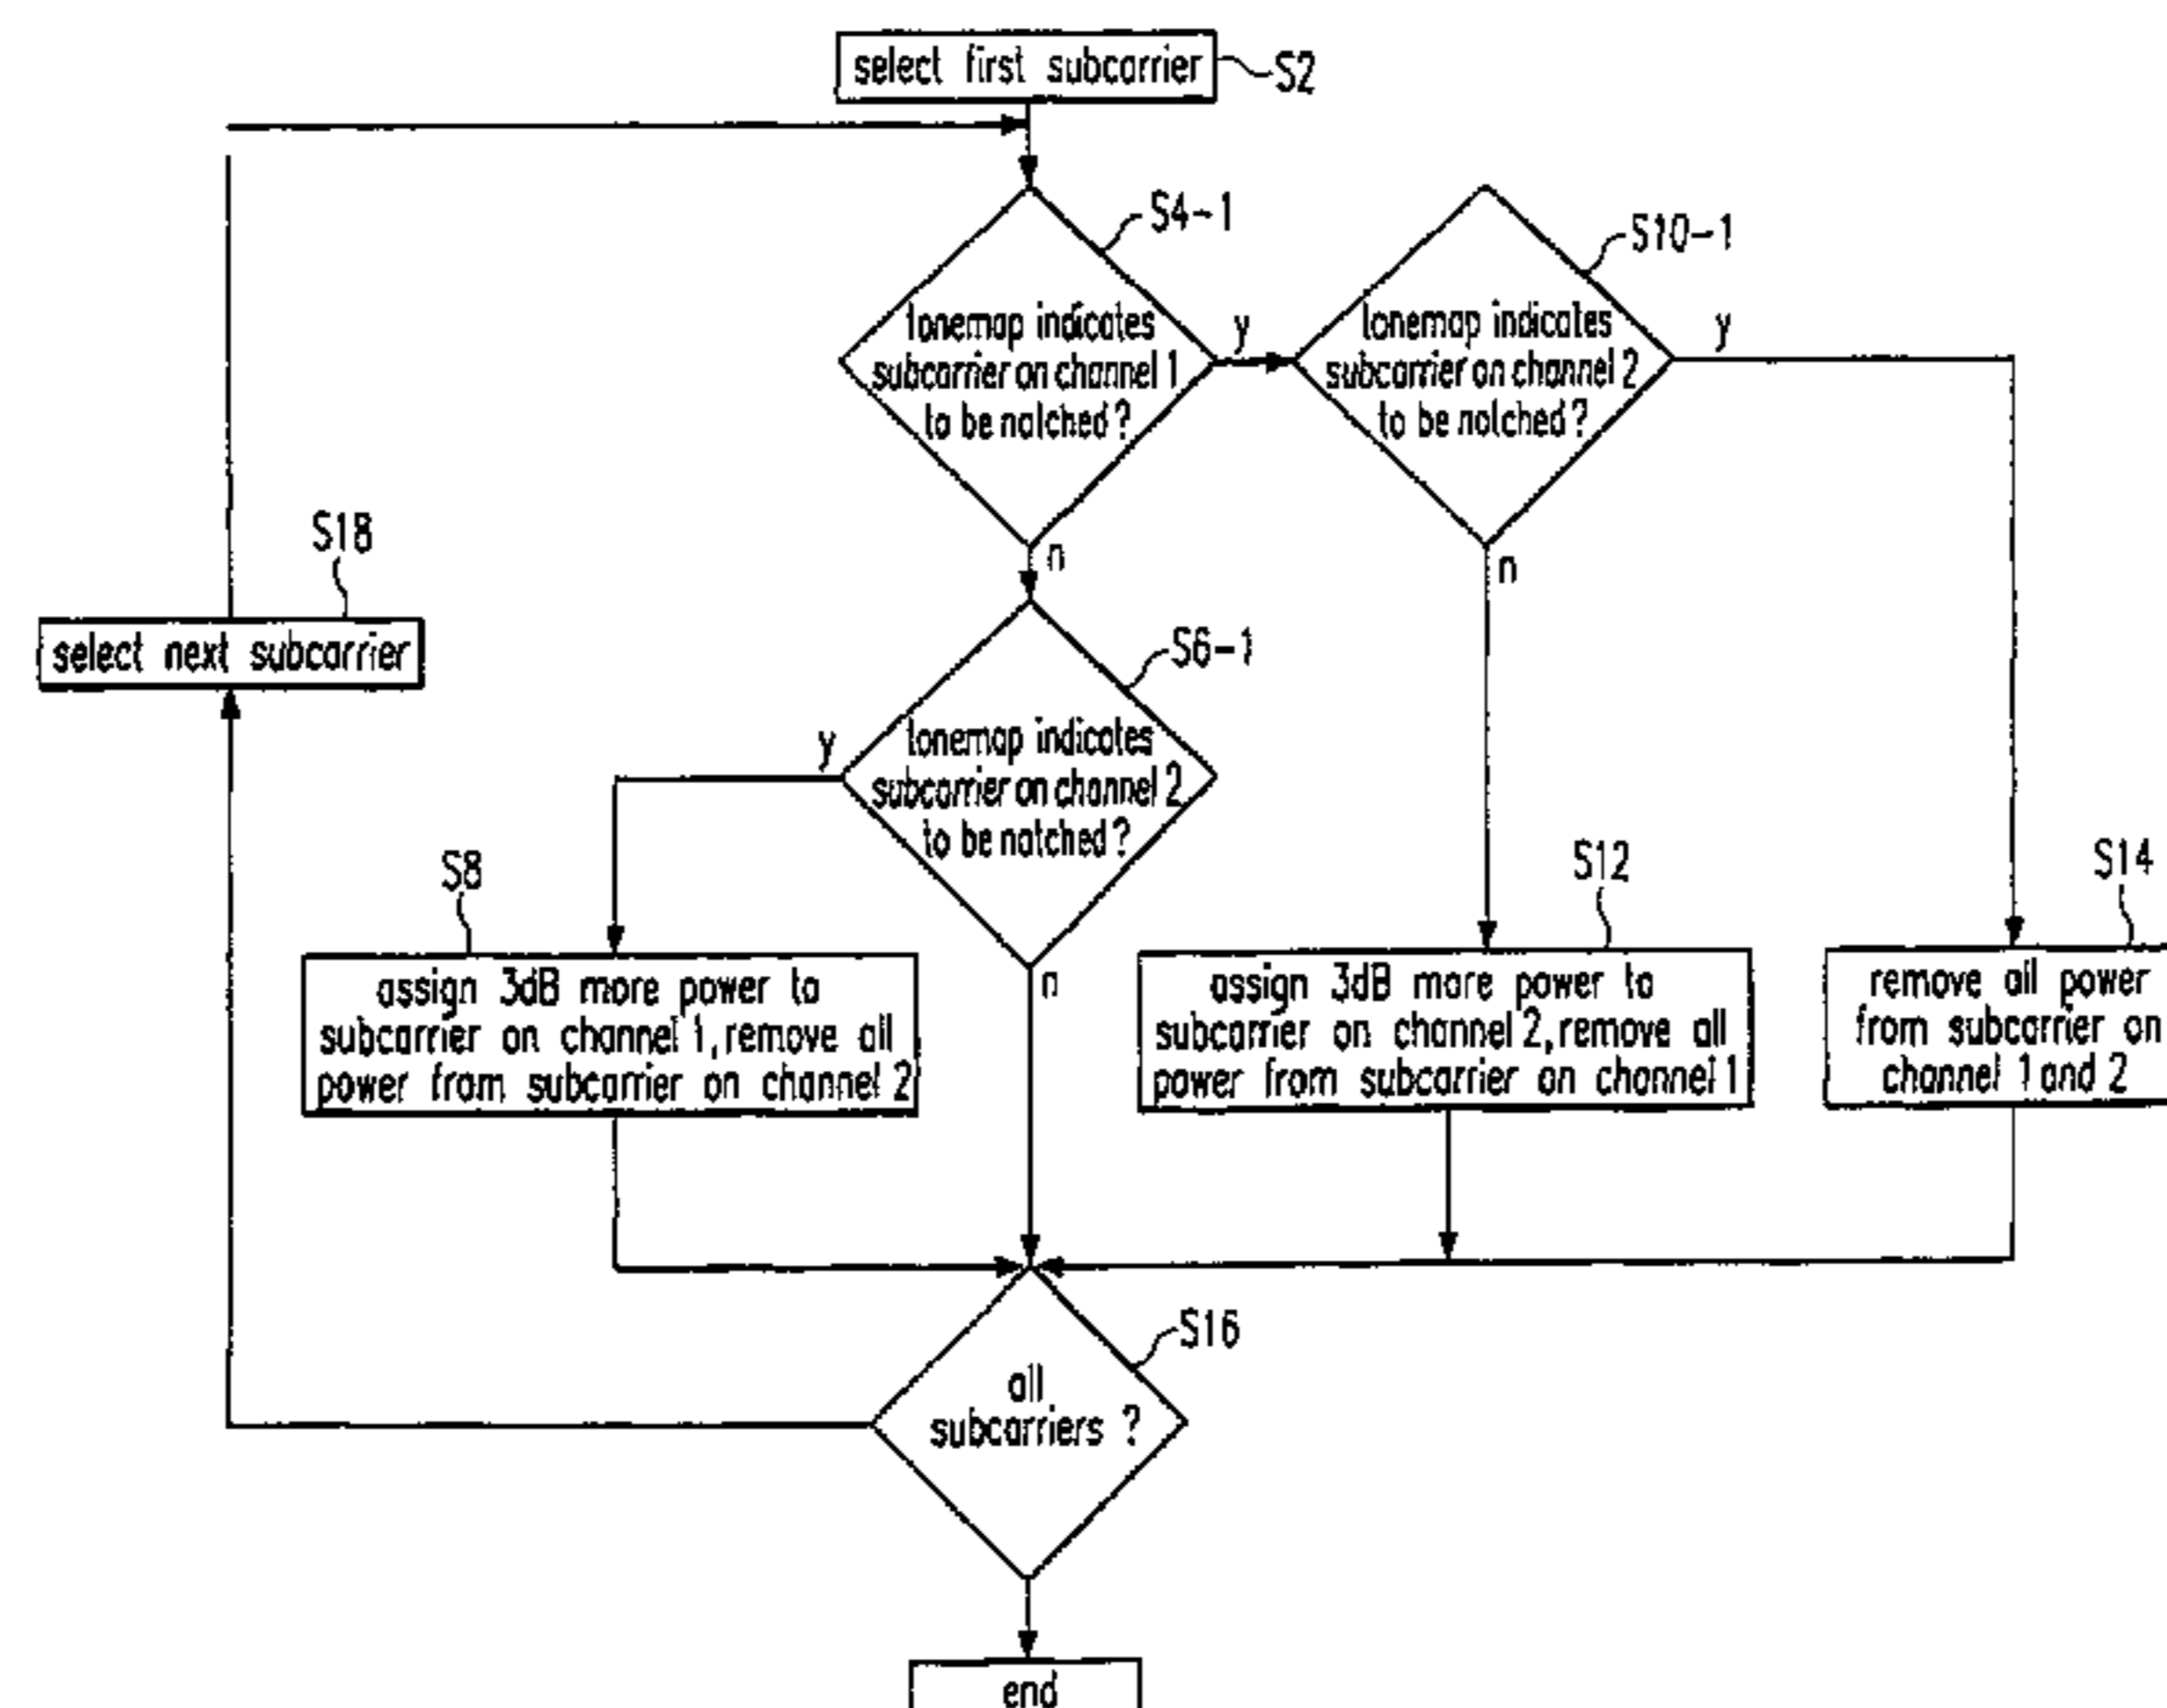 select first subcarrier
S2
S4-1
S10-1
tonemap indicates
subcarrier on channel 1
to be notched?
y
tonemap indicates
subcarrier on channel 2
to be notched?
y
n
n
S18
select next subcarrier
S6-1
tonemap indicates
subcarrier on channel 2
to be notched?
y
n
S8
assign 3dB more power to
subcarrier on channel 1, remove all
power from subcarrier on channel 2
S12
assign 3dB more power to
subcarrier on channel 2, remove all
power from subcarrier on channel 1
S14
remove all power
from subcarrier on
channel 1 and 2
S16
all
subcarriers ?
end